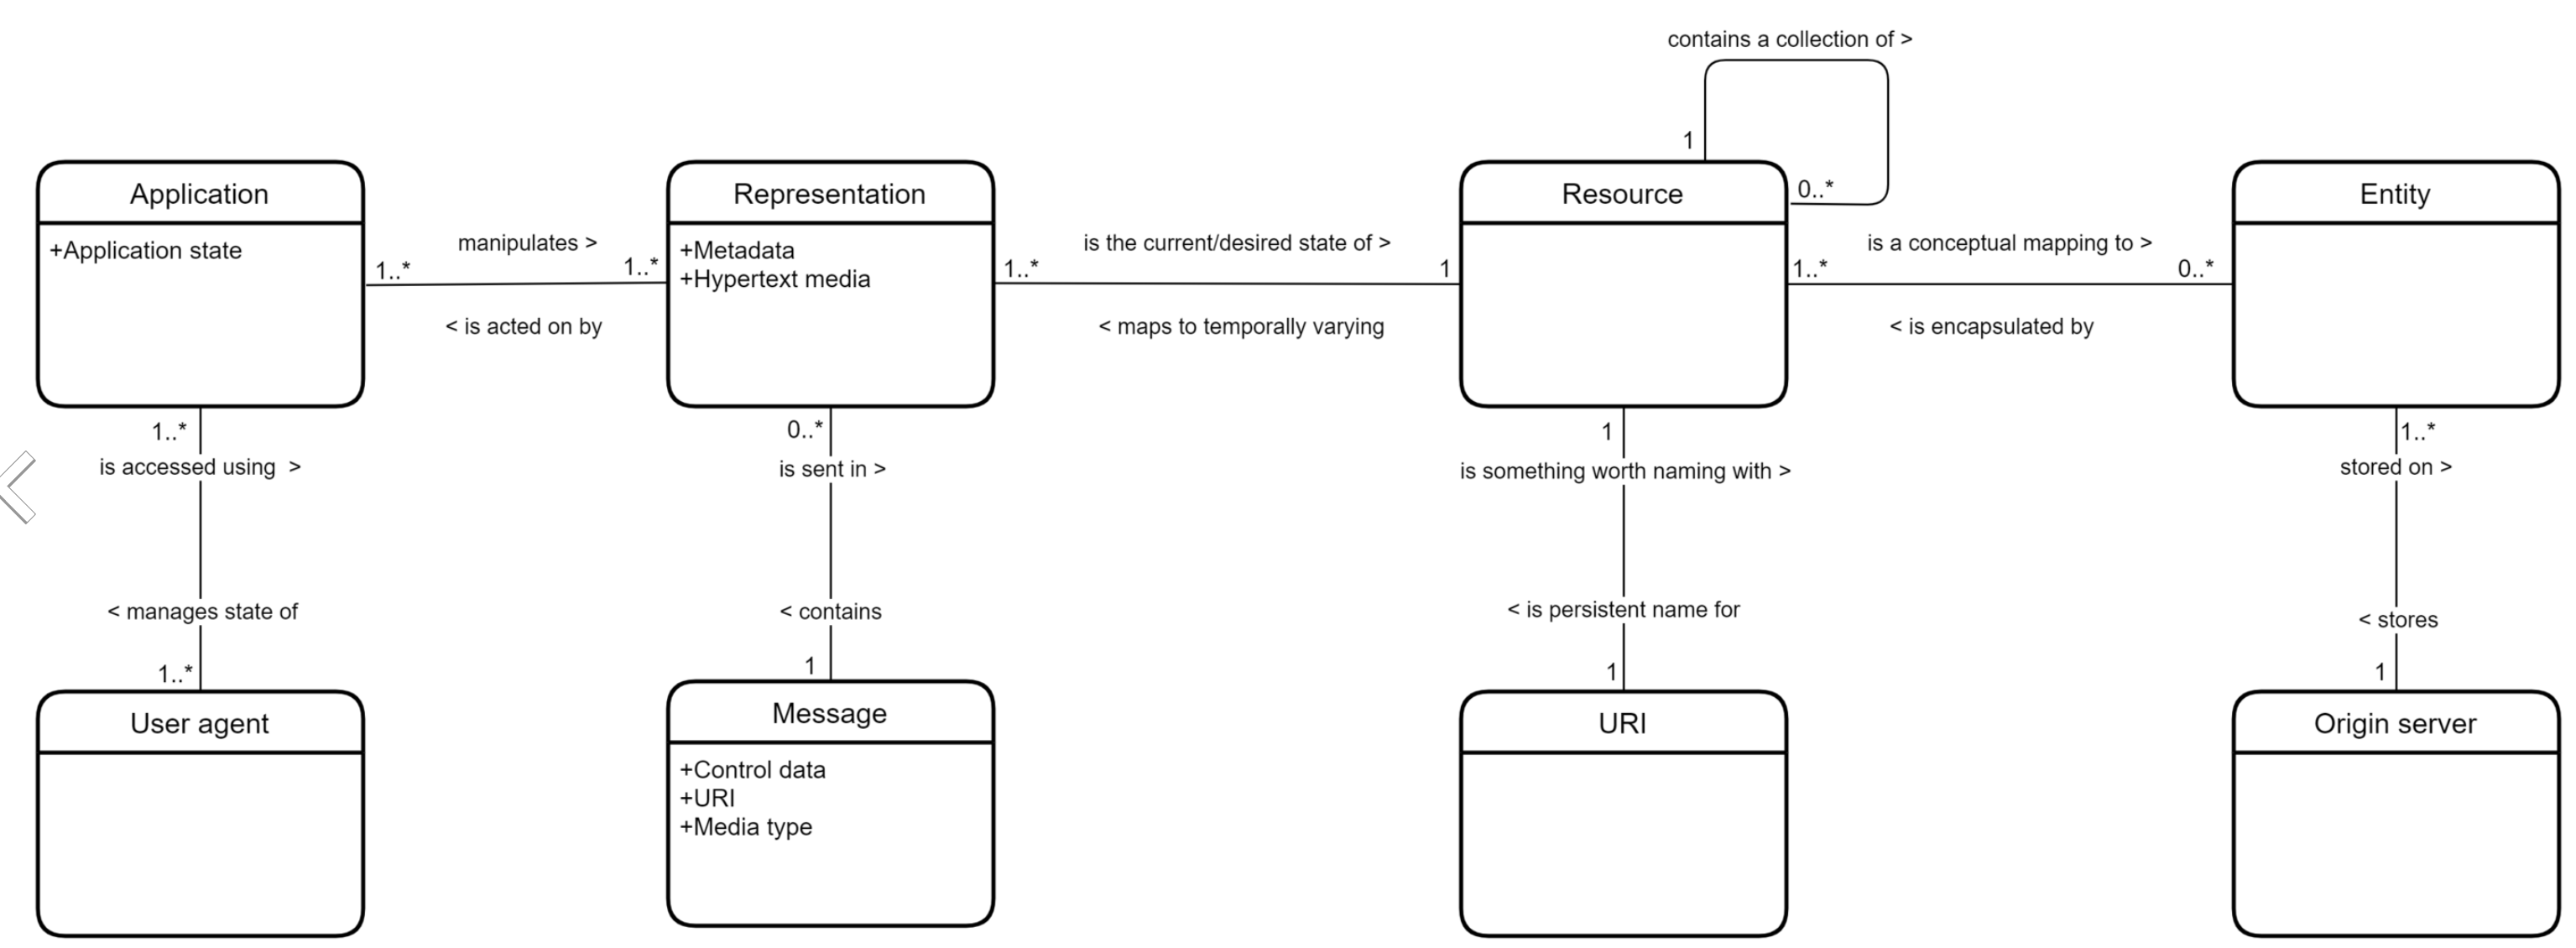 contains a collection of >
1
0..*
Application
+Application state
manipulates >
1..*
1..*
< is acted on by
Representation
+Metadata
+Hypertext media
is the current/desired state of >
1..*
1
< maps to temporally varying
Resource
is a conceptual mapping to >
1..*
0..*
< is encapsulated by
Entity
1..*
is accessed using >
< manages state of
1..*
User agent
0..*
is sent in >
< contains
1
Message
+Control data
+URI
+Media type
1
is something worth naming with >
< is persistent name for
1
URI
1..*
stored on >
< stores
1
Origin server